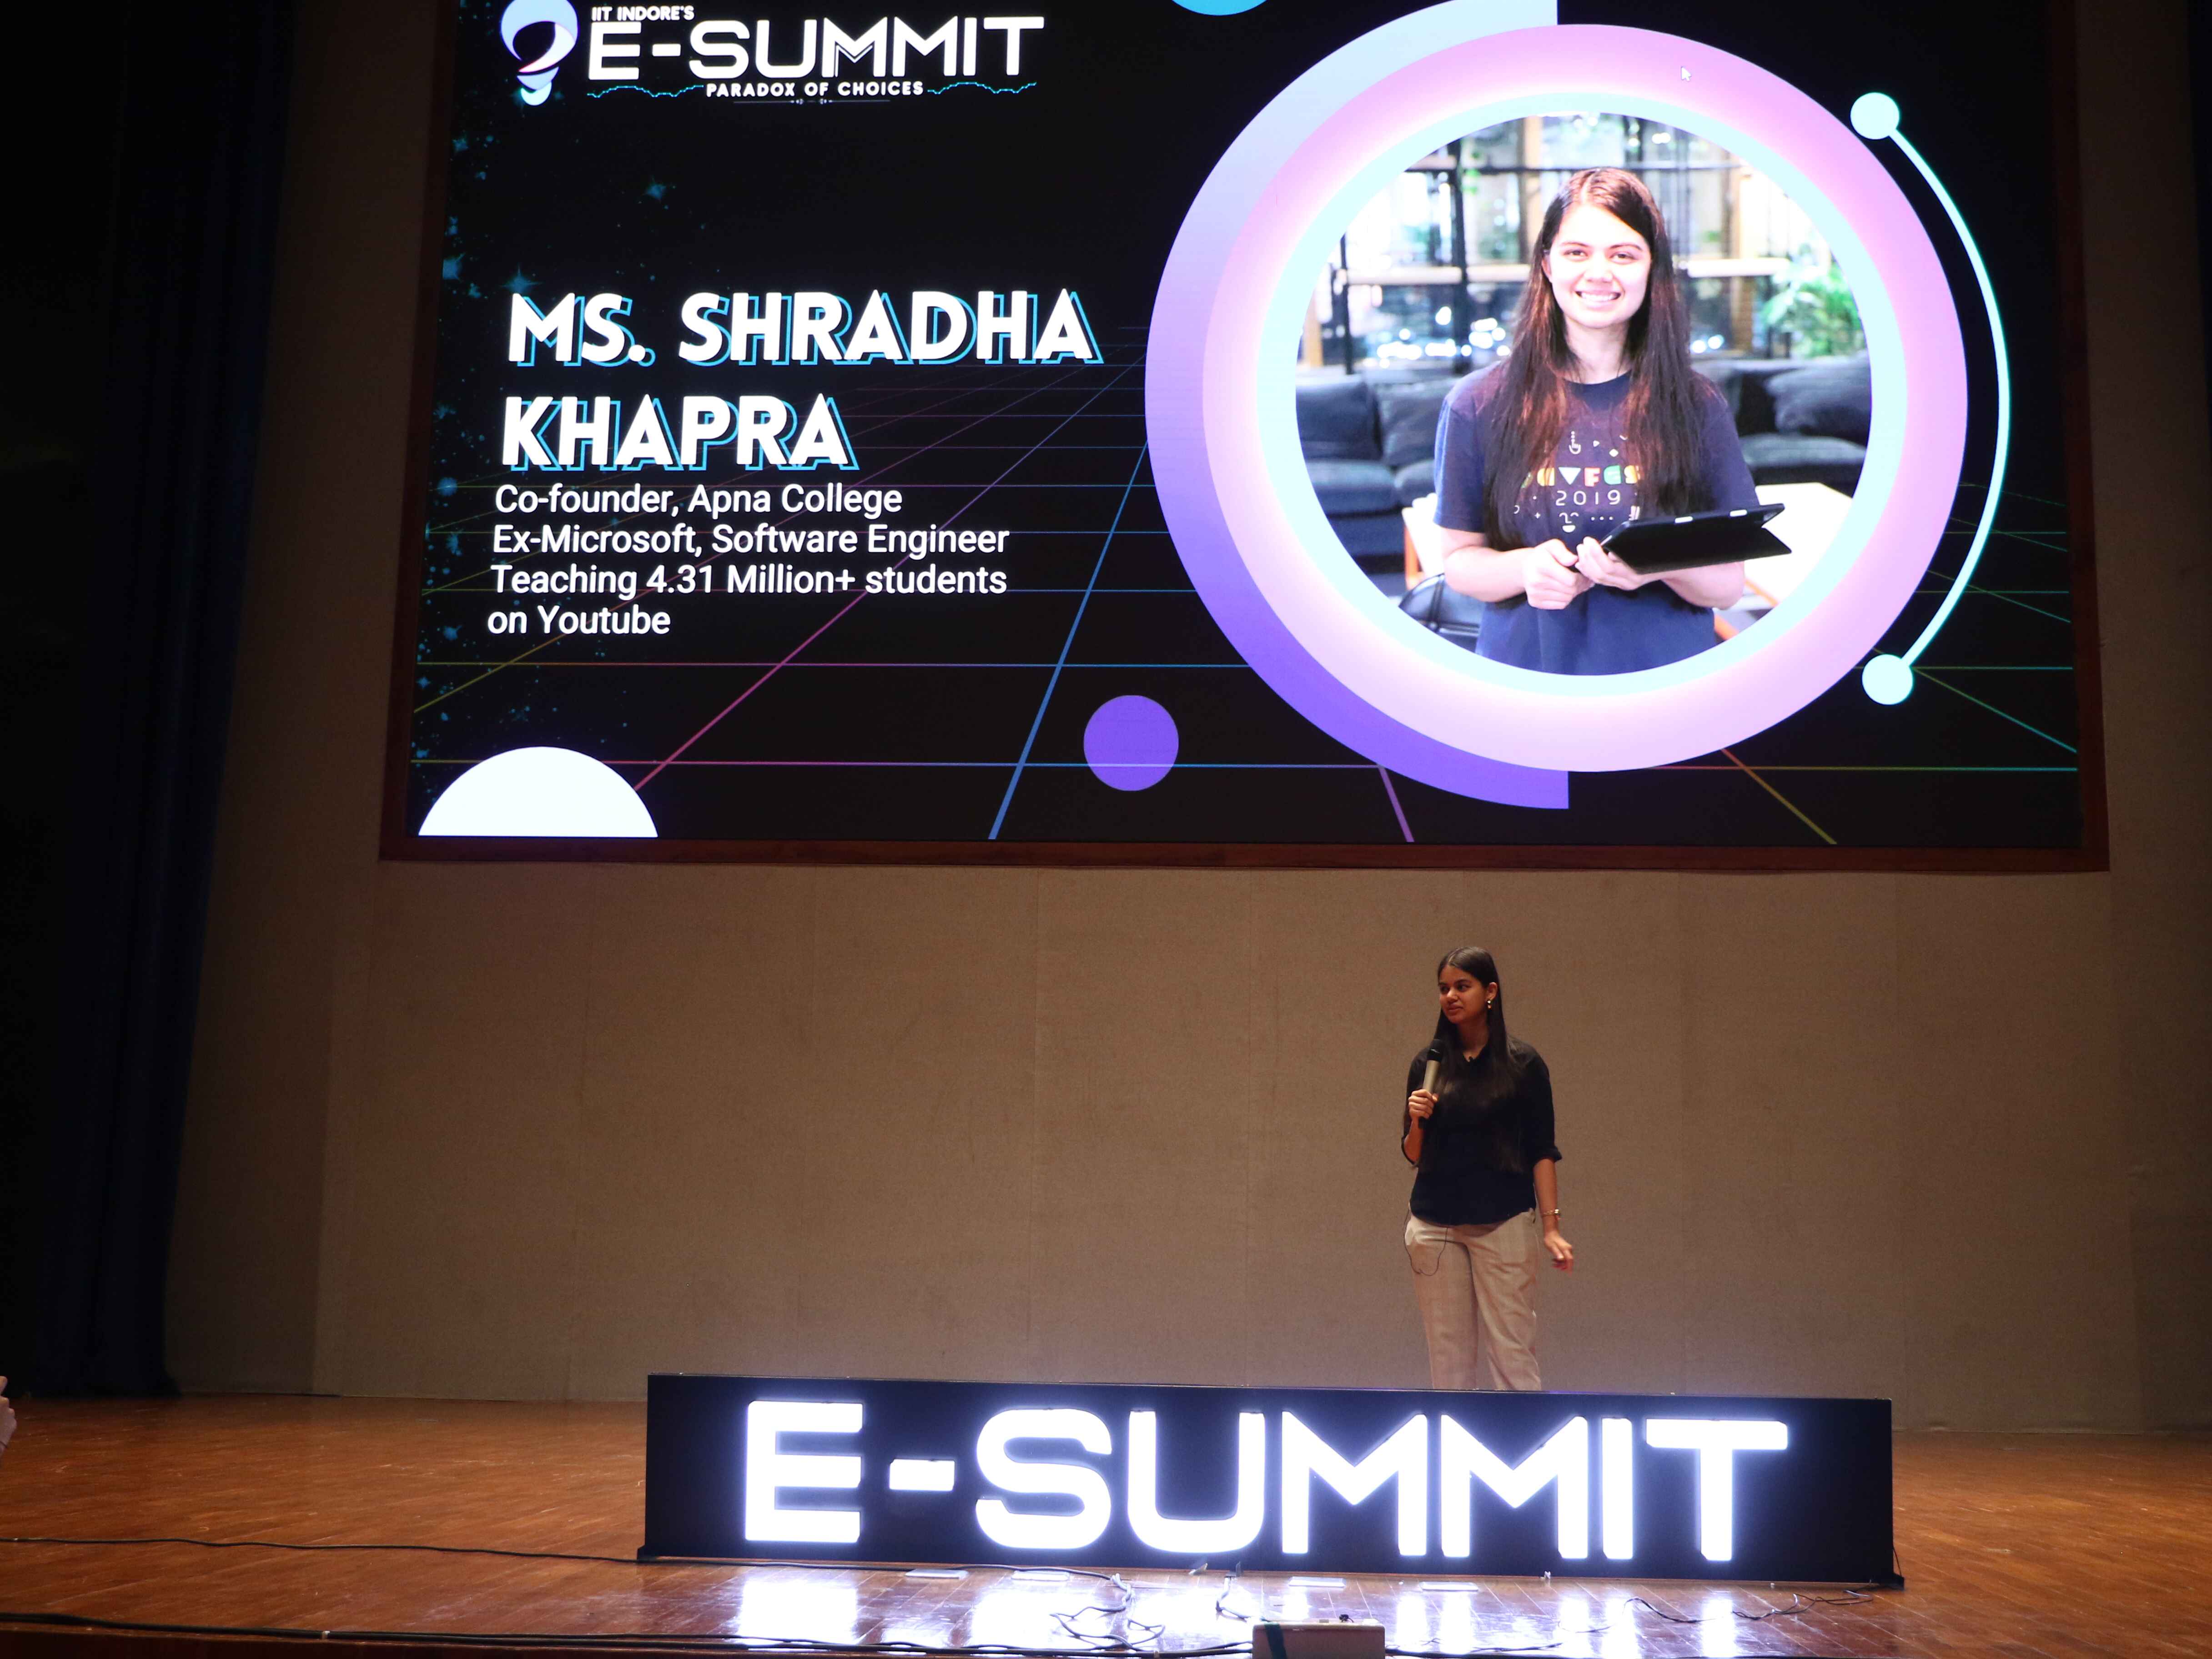 IIT INDORE'S
E-SUMMIT
PARADOX OF CHOICES
MS. SHRADHA
KHAPRA
Co-founder, Apna College
Ex-Microsoft, Software Engineer
Teaching 4.31 Million+ students
on Youtube
2019
E-SUMMIT